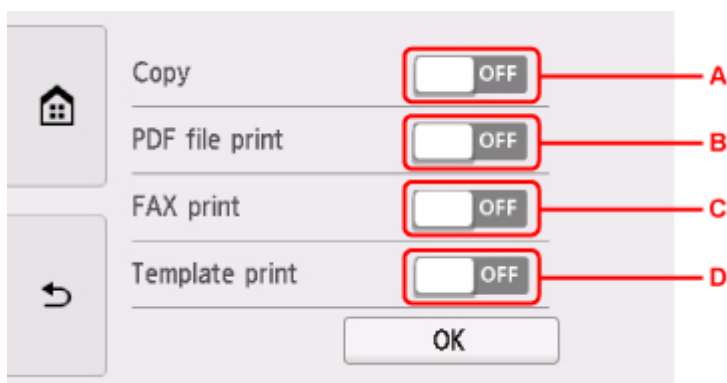 Copy OFF A
PDF file print OFF B
FAX print OFF C
Template print OFF D
OK